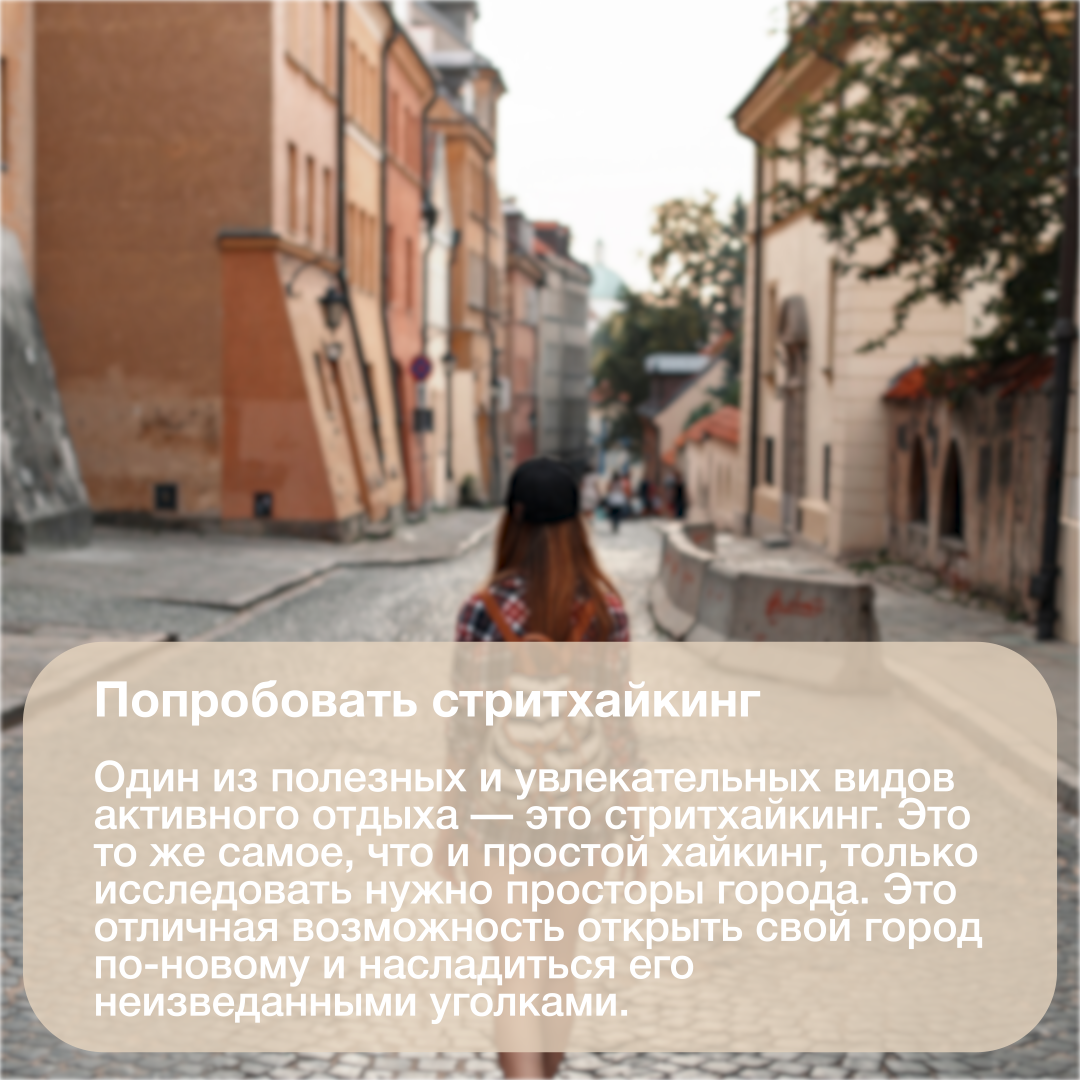 Попробовать стритхайкинг
Один из полезных и увлекательных видов
активного отдыха — это стритхайкинг. Это
то же самое, что и простой хайкинг, только
исследовать нужно просторы города. Это
отличная возможность открыть свой город
по-новому и насладиться его
неизведанными уголками.